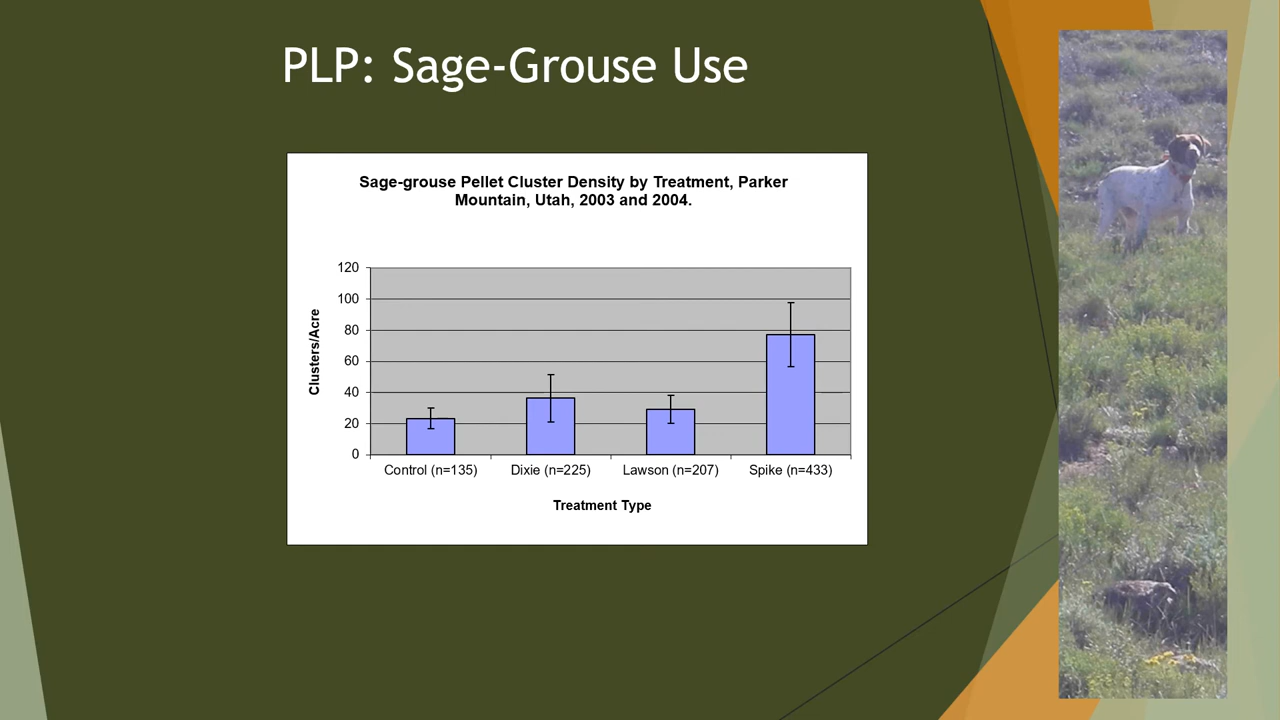 PLP: Sage-Grouse Use
Sage-grouse Pellet Cluster Density by Treatment, Parker
Mountain, Utah, 2003 and 2004.
120
100
80
60
40
20
0
Clusters/Acre
Control (n=135) Dixie (n=225) Lawson (n=207) Spike (n=433)
Treatment Type